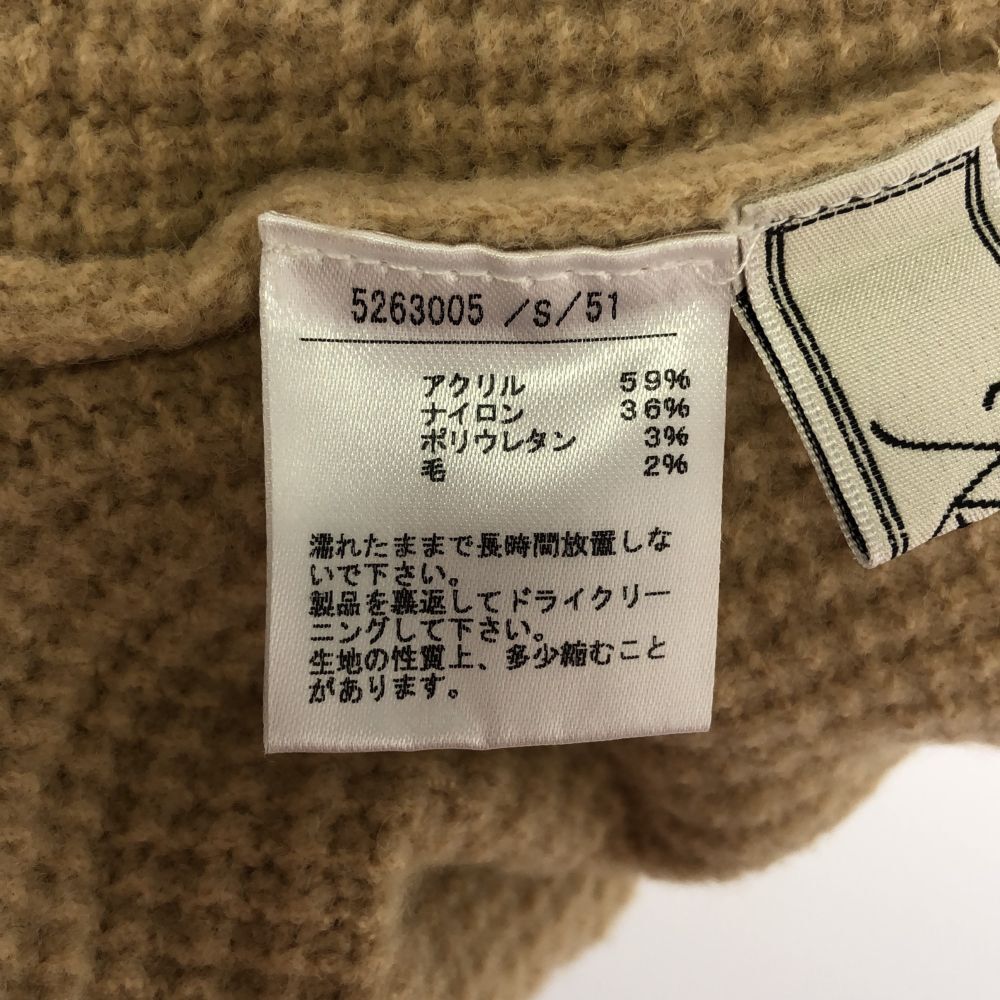 5263005 /S/51
アクリル 59%
ナイロン 36%
ポリウレタン 3%
毛 2%
濡れたままで長時間放置しな
いで下さい。
製品を裏返してドライクリー
ニングして下さい。
生地の性質上、多少縮むこと
があります。